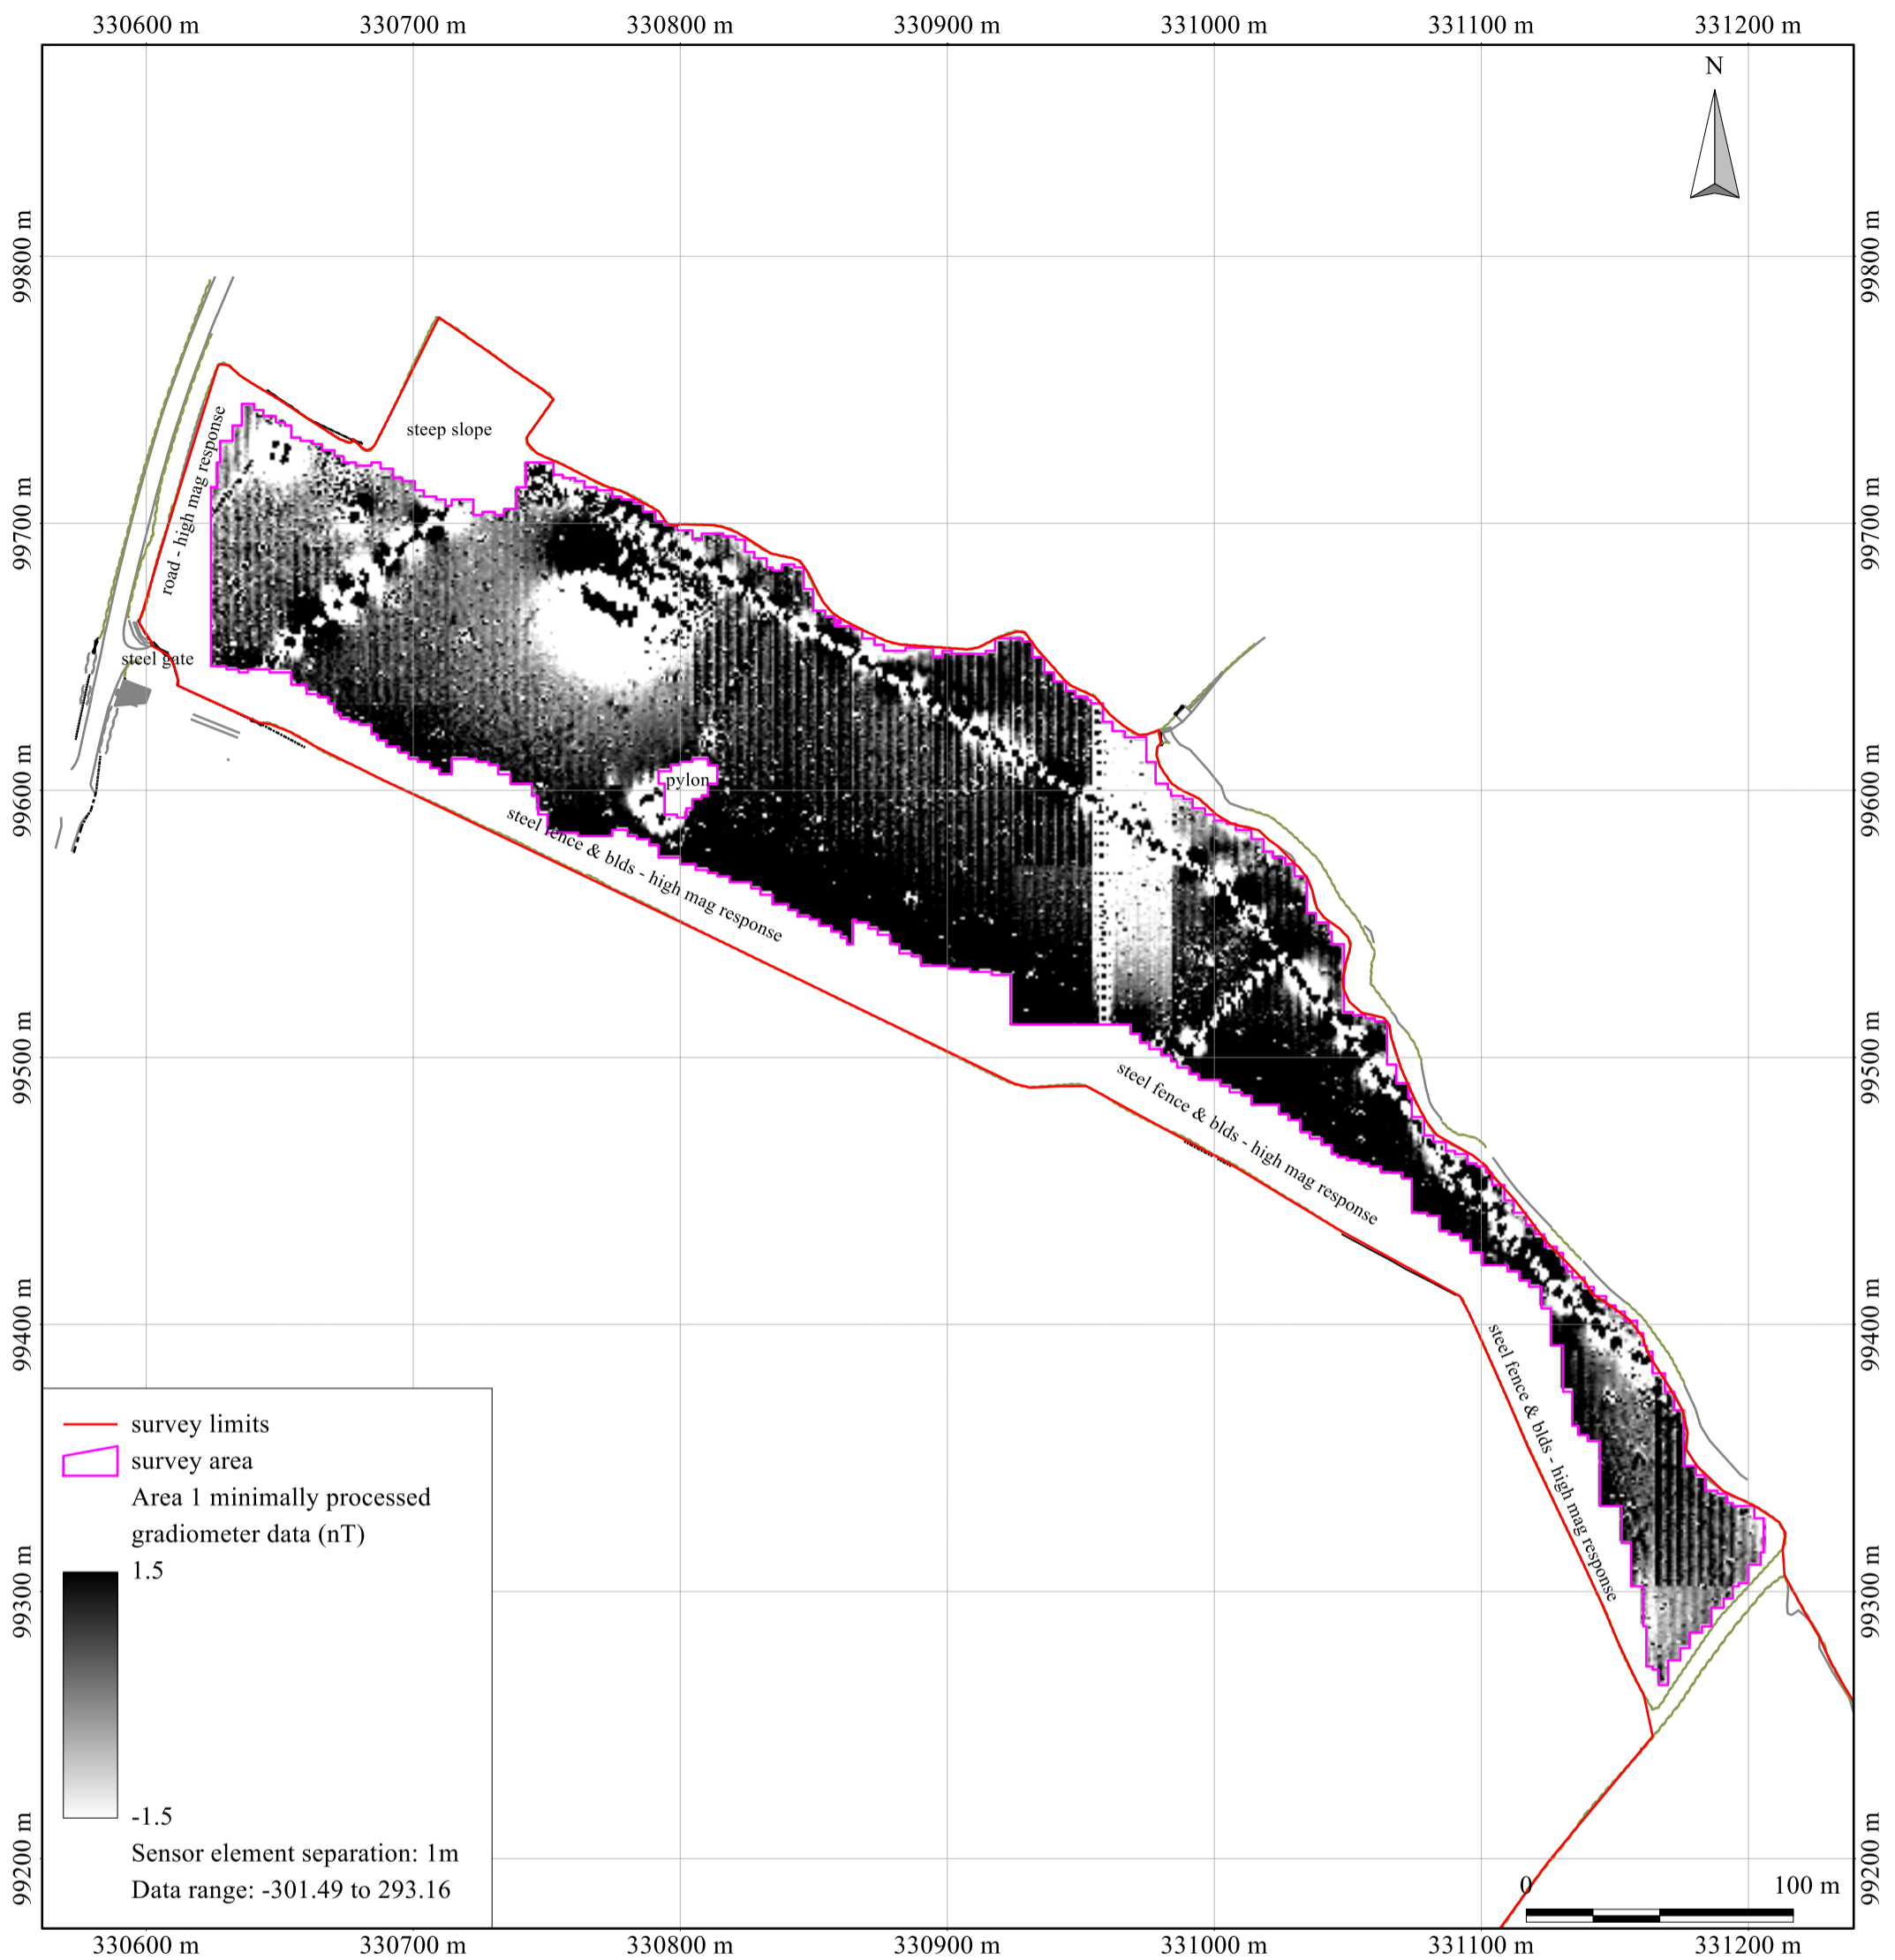 330600 m 330700 m 330800 m 330900 m 331000 m 331100 m 331200 m
N
99800 m 99800 m
steep slope
road - high mag response
99700 m 99700 m
steel gate
pylon
99600 m 99600 m
steel fence & blds - high mag response
99500 m 99500 m
steel fence & blds - high mag response
99400 m 99400 m
steel fence & blds - high mag response
survey limits
survey area
Area 1 minimally processed
gradiometer data (nT)
1.5
99300 m 99300 m
-1.5
Sensor element separation: 1m
Data range: -301.49 to 293.16
99200 m 99200 m
0 100 m
330600 m 330700 m 330800 m 330900 m 331000 m 331100 m 331200 m